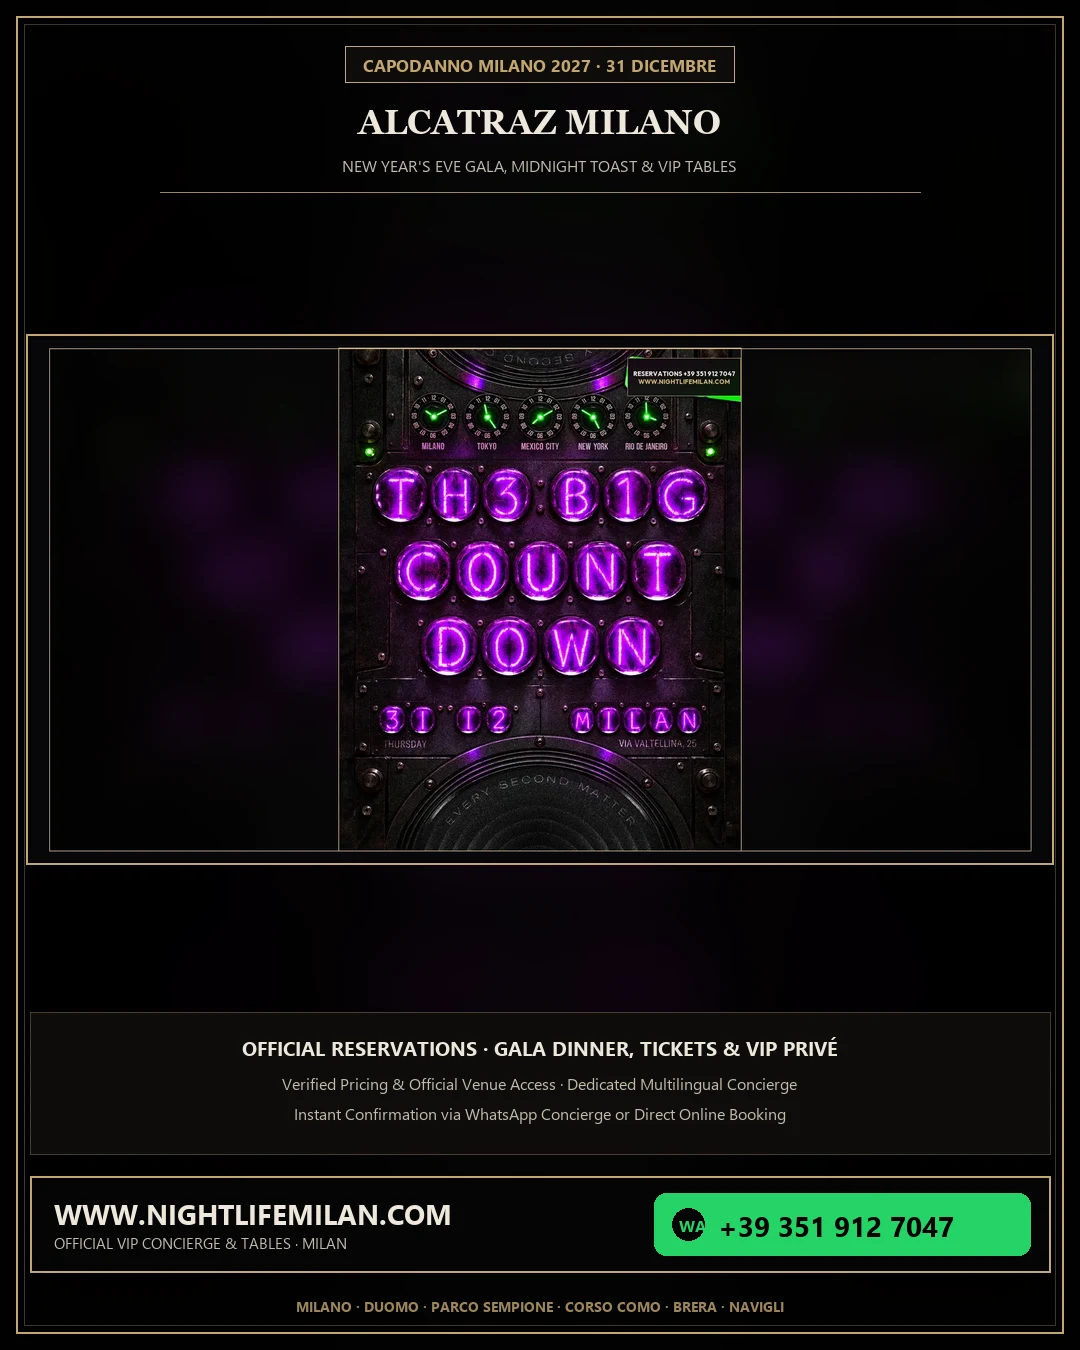 CAPODANNO MILANO 2027 · 31 DICEMBRE
ALCATRAZ MILANO
NEW YEAR'S EVE GALA, MIDNIGHT TOAST & VIP TABLES
RESERVATIONS +39 351 912 7047
WWW.NIGHTLIFEMILAN.COM
MILANO TOKYO MEXICO CITY NEW YORK RIO DE JANEIRO
TH3 B1G
COUNT
DOWN
31 12 MILAN
THURSDAY VIA VALTELLINA, 25
EVERY SECOND MATTER
OFFICIAL RESERVATIONS · GALA DINNER, TICKETS & VIP PRIVÉ
Verified Pricing & Official Venue Access · Dedicated Multilingual Concierge
Instant Confirmation via WhatsApp Concierge or Direct Online Booking
WWW.NIGHTLIFEMILAN.COM
OFFICIAL VIP CONCIERGE & TABLES · MILAN
WA +39 351 912 7047
MILANO · DUOMO · PARCO SEMPIONE · CORSO COMO · BRERA · NAVIGLI